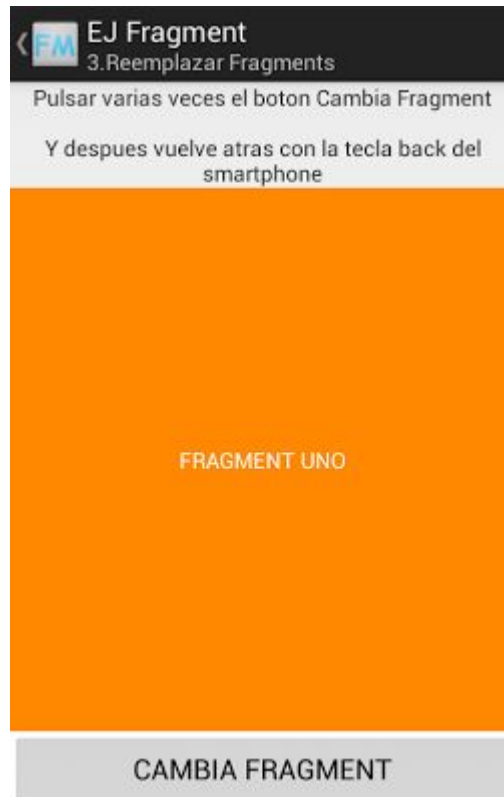 EJ Fragment
FM
3.Reemplazar Fragments
Pulsar varias veces el boton Cambia Fragment
Y despues vuelve atras con la tecla back del
smartphone
FRAGMENT UNO
CAMBIA FRAGMENT